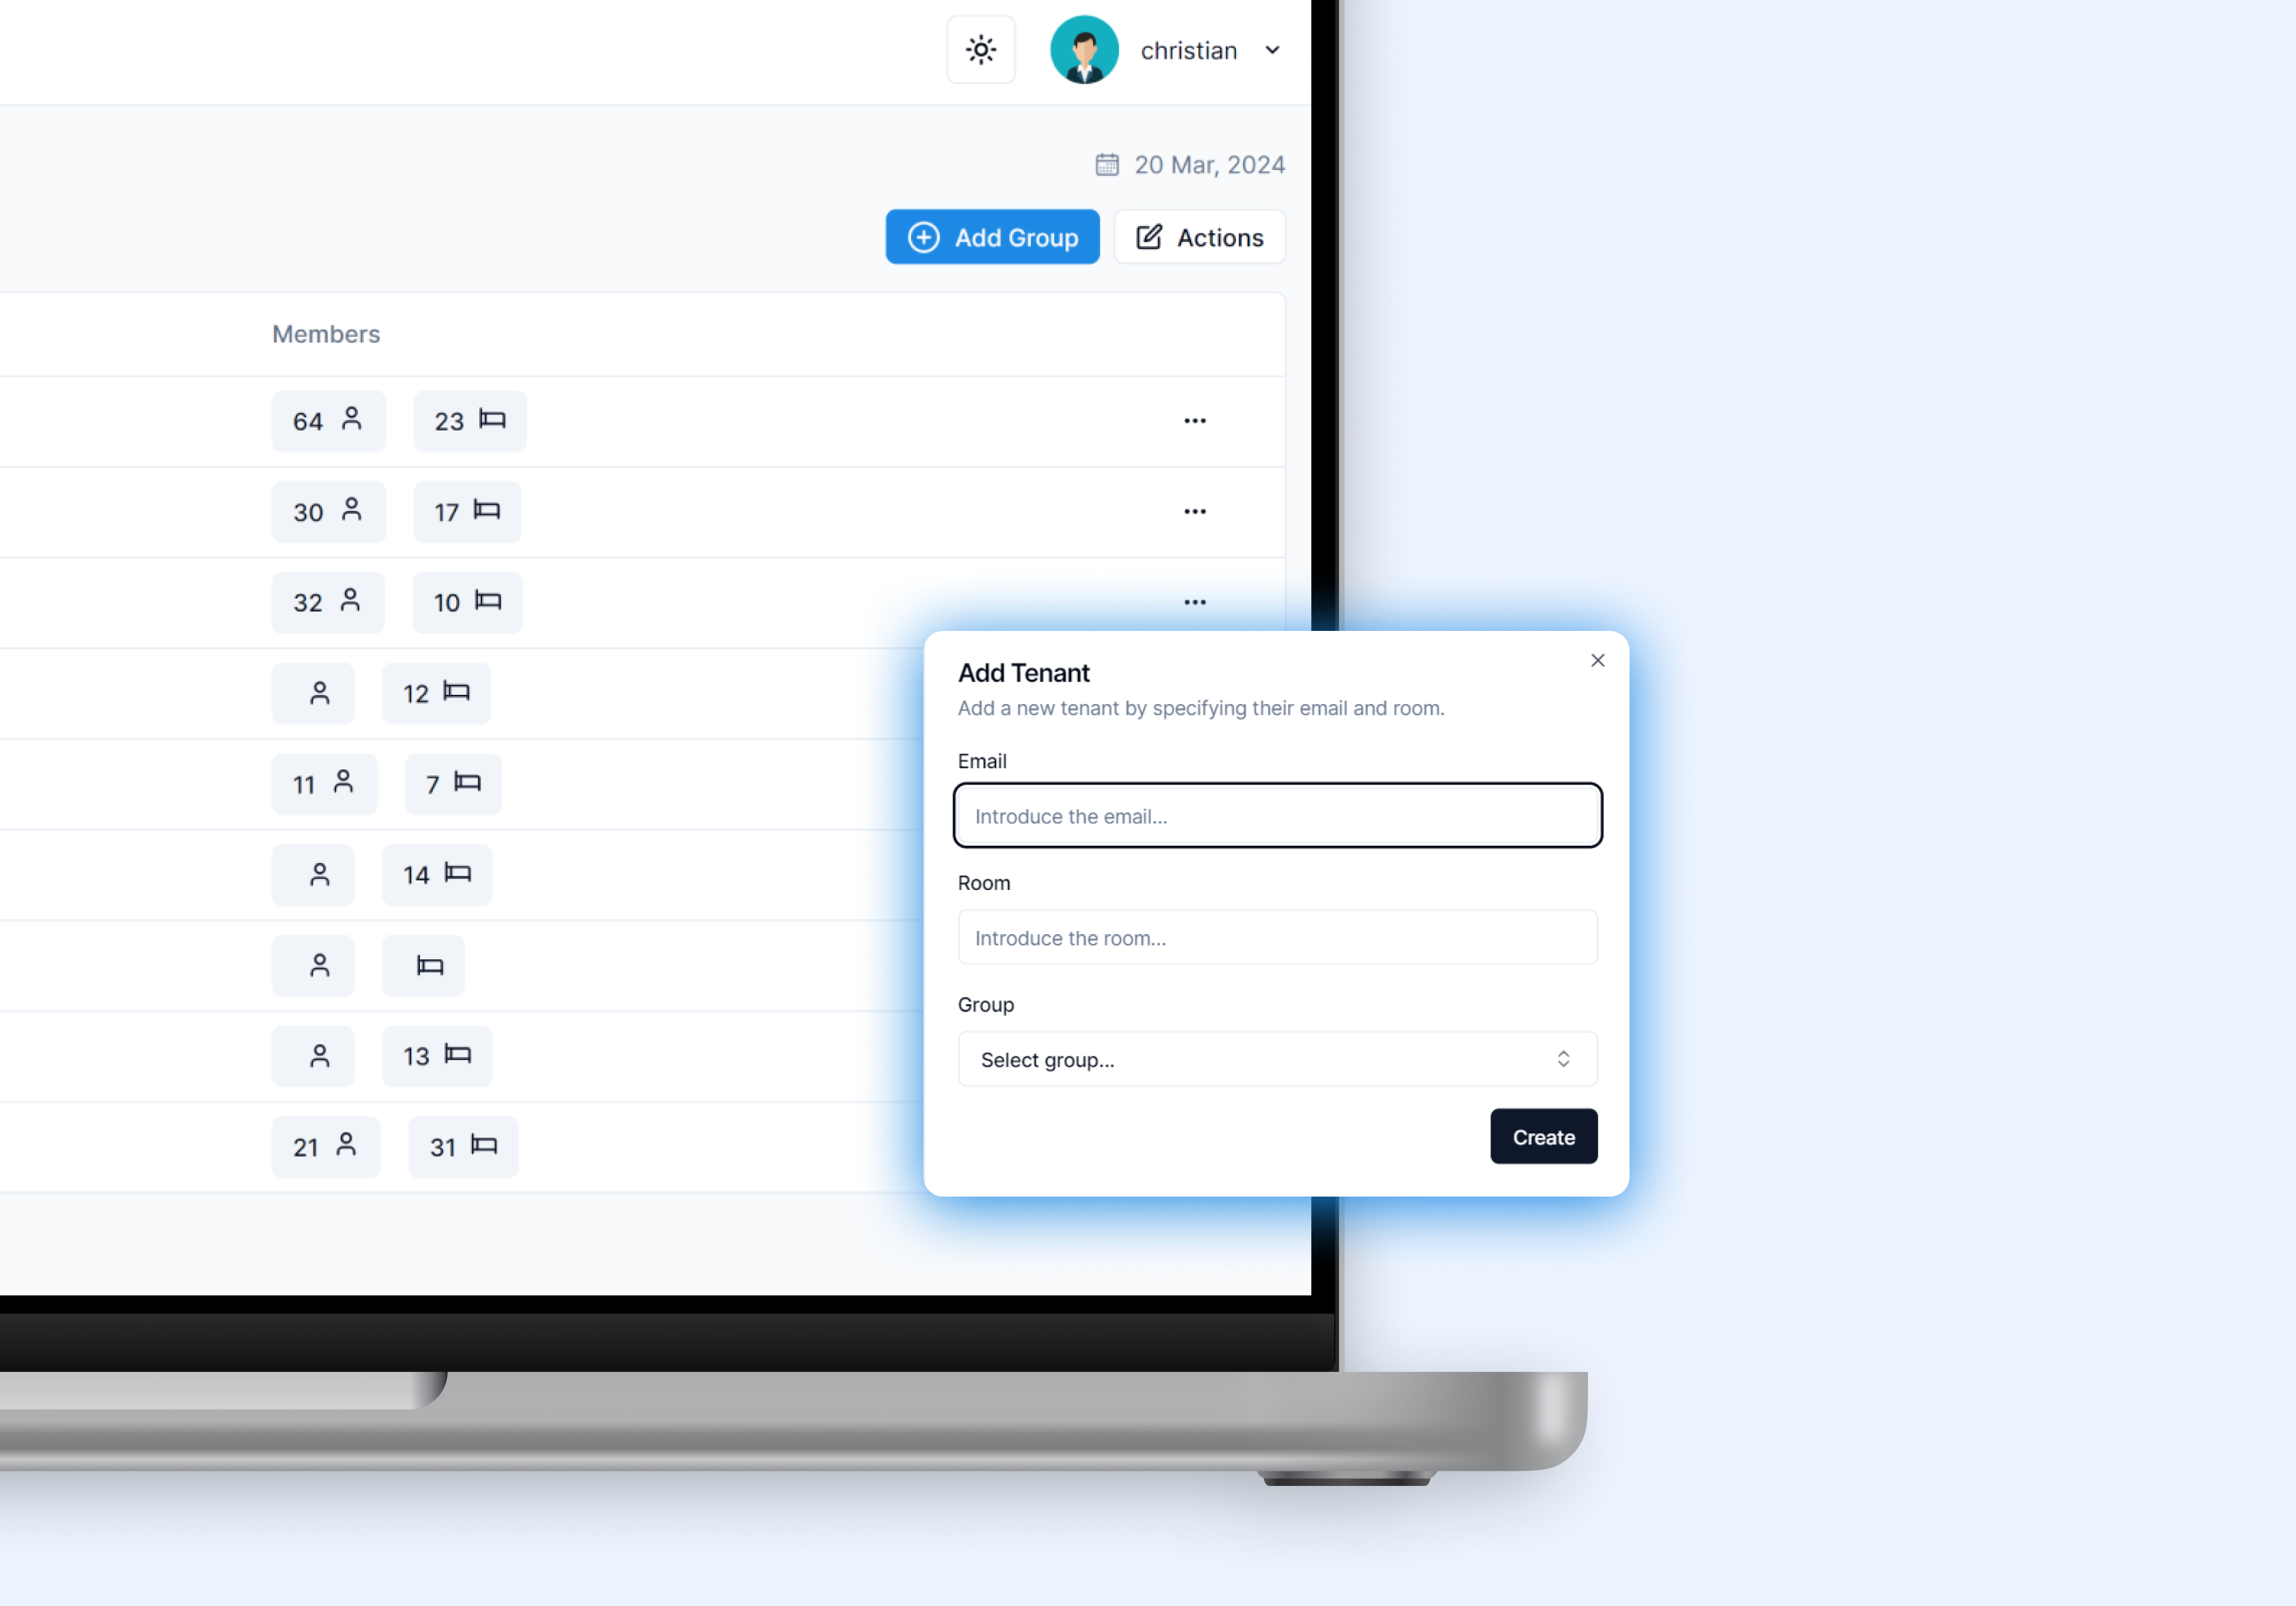 christian
20 Mar, 2024
Add Group Actions
Members
64 23
30 17
32 10
12
11 7
14
13
21 31
Add Tenant
Add a new tenant by specifying their email and room.
Email
Introduce the email...
Room
Introduce the room...
Group
Select group...
Create